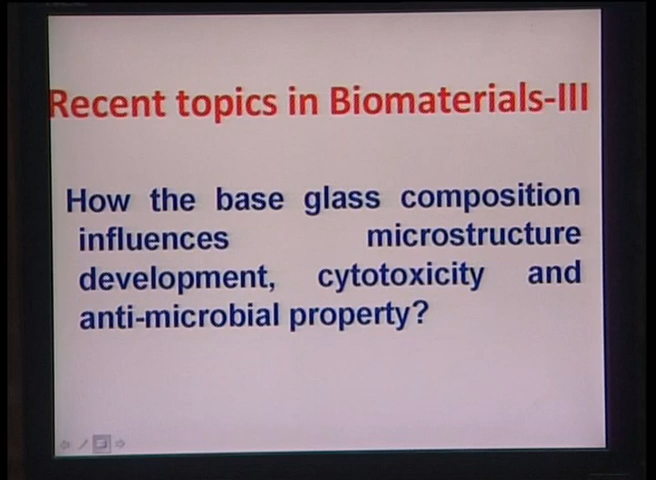 Recent topics in Biomaterials-III
How the base glass composition
influences microstructure
development, cytotoxicity and
anti-microbial property?